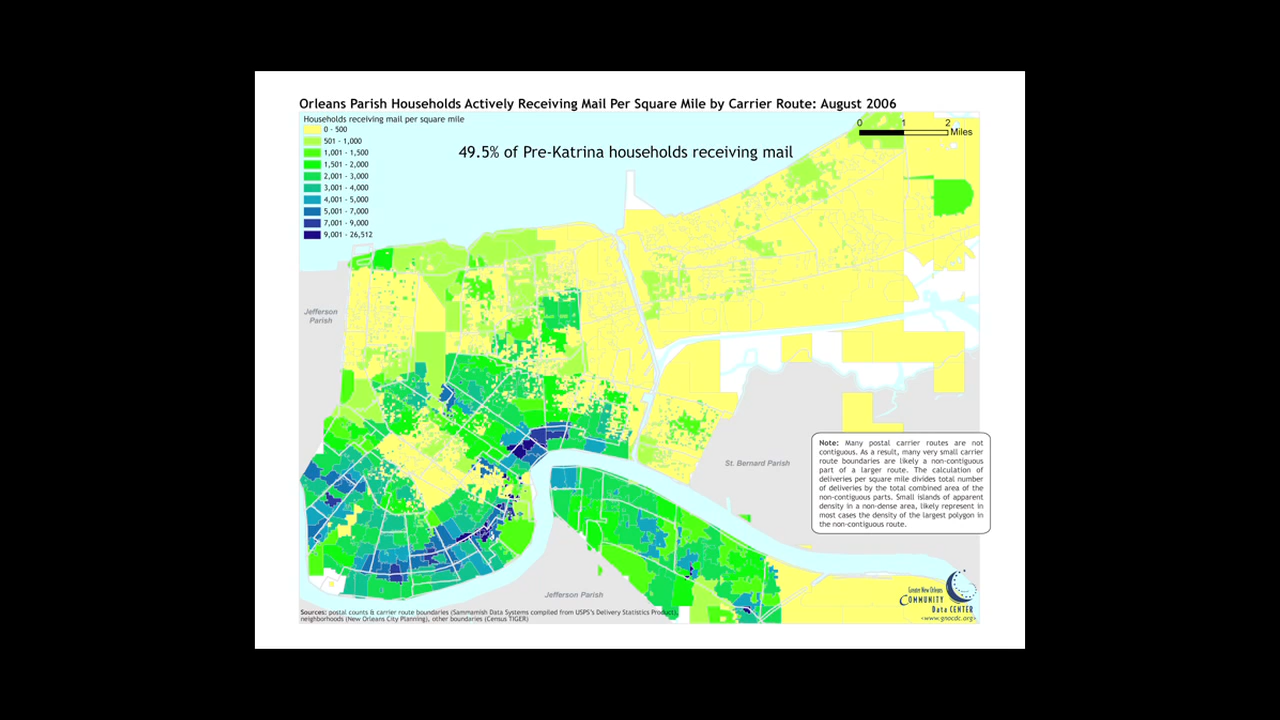 Orleans Parish Households Actively Receiving Mail Per Square Mile by Carrier Route: August 2006
Households receiving mail per square mile
0 - 500
501 - 1,000
1,001 - 1,500
1,501 - 2,000
2,001 - 3,000
3,001 - 4,000
4,001 - 5,000
5,001 - 7,000
7,001 - 9,000
9,001 - 26,512
49.5% of Pre-Katrina households receiving mail
0 1 2
Miles
Jefferson
Parish
Note: Many postal carrier routes are not
contiguous. As a result, many very small carrier
route boundaries are likely a non-contiguous
part of a larger route. The calculation of
deliveries per square mile divides total number
of deliveries by the total combined area of the
non-contiguous parts. Small islands of apparent
density in a non-dense area, likely represent in
most cases the density of the largest polygon in
the non-contiguous route.
St. Bernard Parish
Jefferson Parish
Greater New Orleans
Community
Data Center
<www.gnocdc.org>
Sources: postal counts & carrier route boundaries (Sammamish Data Systems compiled from USPS's Delivery Statistics Product),
neighborhoods (New Orleans City Planning), other boundaries (Census TIGER)